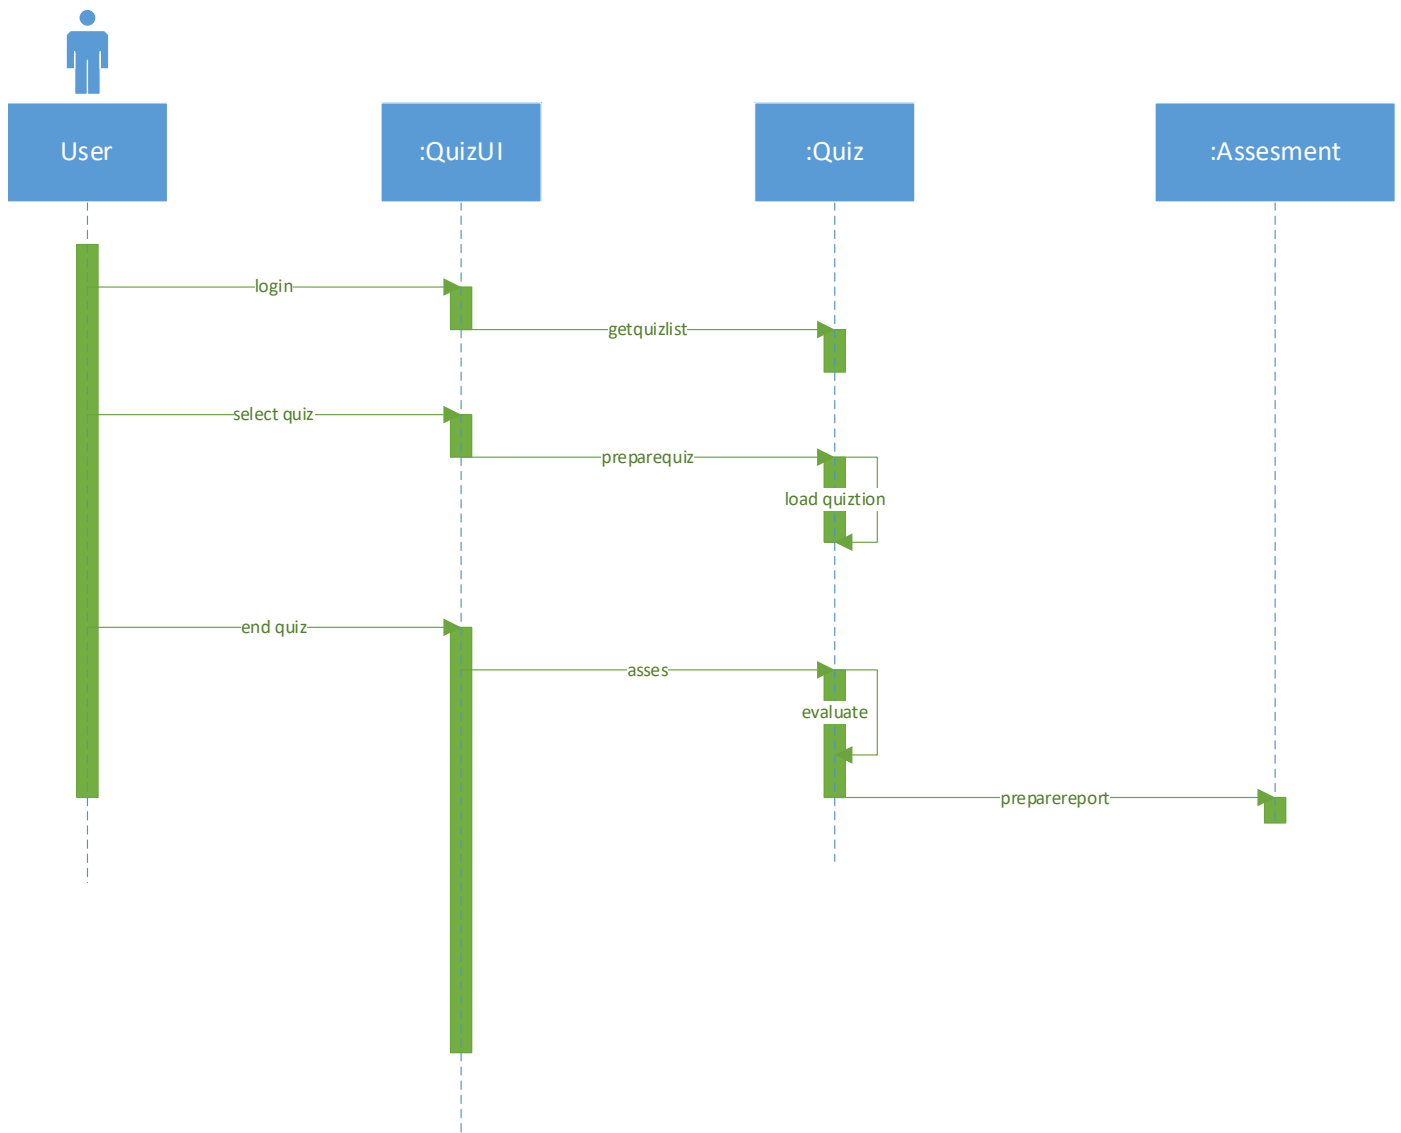 User
:QuizUI
:Quiz
:Assesment
login
getquizlist
select quiz
preparequiz
load quiztion
end quiz
asses
evaluate
preparereport